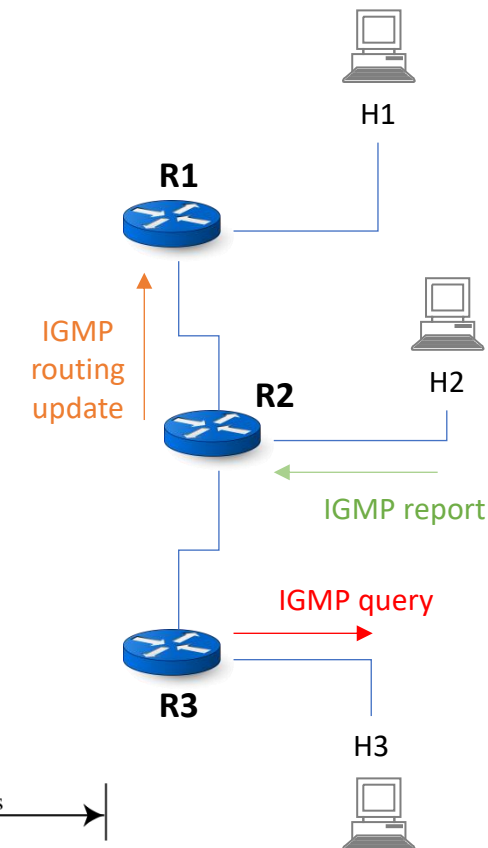 H1
R1
IGMP
routing
update
H2
R2
IGMP report
IGMP query
R3
H3
s